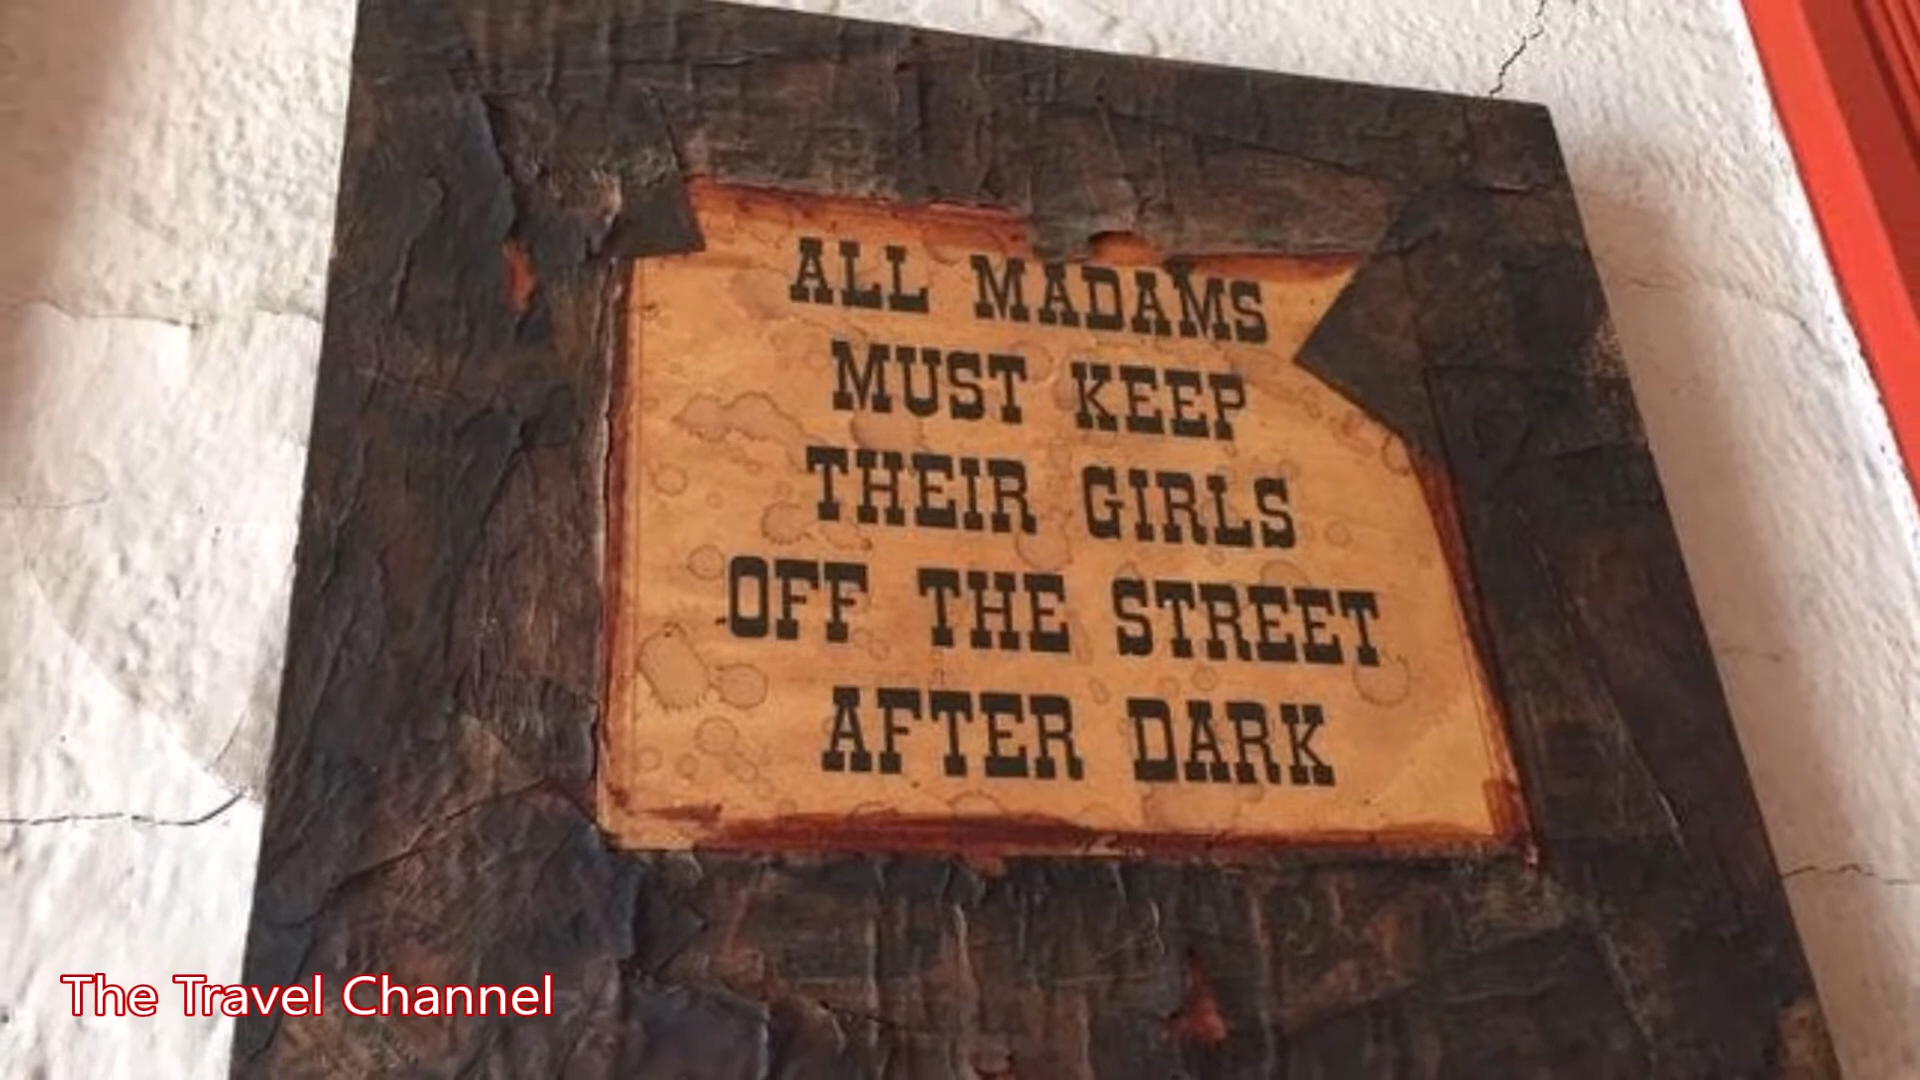 ALL MADAMS
MUST KEEP
THEIR GIRLS
OFF THE STREET
AFTER DARK
The Travel Channel